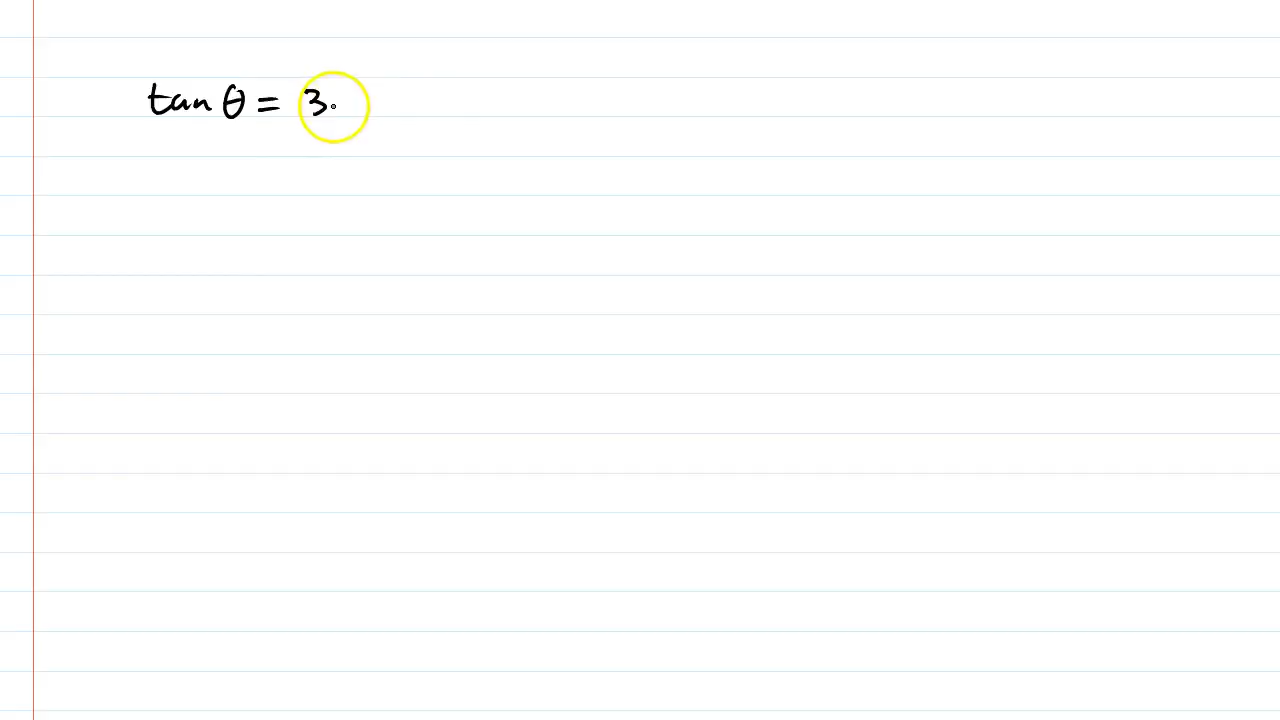 tan θ = 3.